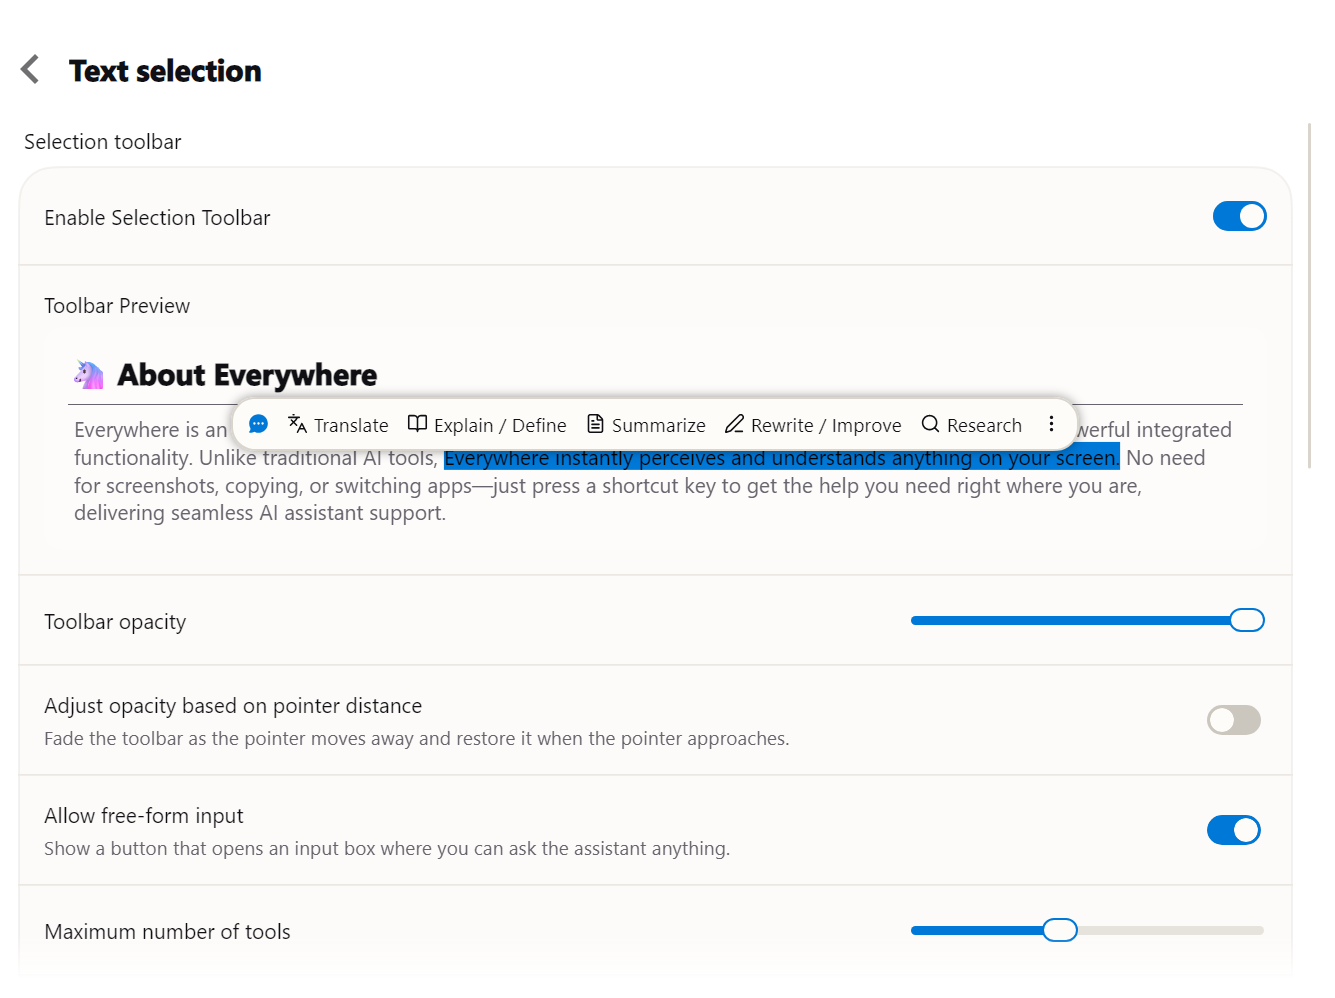 Text selection
Selection toolbar
Enable Selection Toolbar
Toolbar Preview
About Everywhere
Translate Explain / Define Summarize Rewrite / Improve Research
Everywhere is an werful integrated
functionality. Unlike traditional AI tools, Everywhere instantly perceives and understands anything on your screen. No need
for screenshots, copying, or switching apps—just press a shortcut key to get the help you need right where you are,
delivering seamless AI assistant support.
Toolbar opacity
Adjust opacity based on pointer distance
Fade the toolbar as the pointer moves away and restore it when the pointer approaches.
Allow free-form input
Show a button that opens an input box where you can ask the assistant anything.
Maximum number of tools